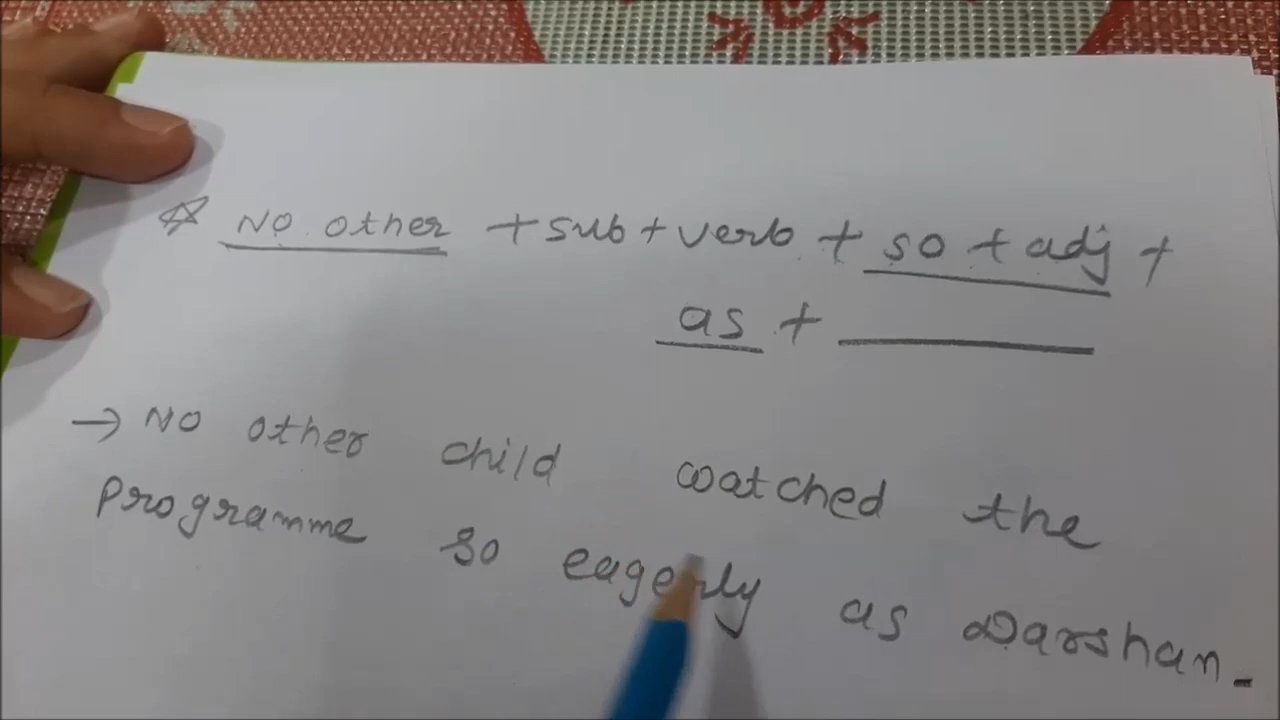 ☆ No other + sub + verb + so + adj +
as + ________
→ No other child watched the
programme so eagerly as Darshan.